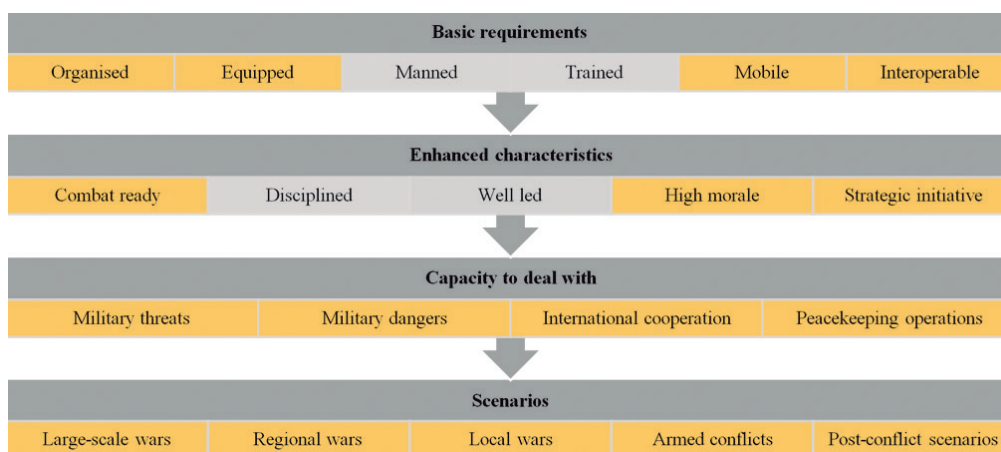 Basic requirements
Organised Equipped Manned Trained Mobile Interoperable
Enhanced characteristics
Combat ready Disciplined Well led High morale Strategic initiative
Capacity to deal with
Military threats Military dangers International cooperation Peacekeeping operations
Scenarios
Large-scale wars Regional wars Local wars Armed conflicts Post-conflict scenarios